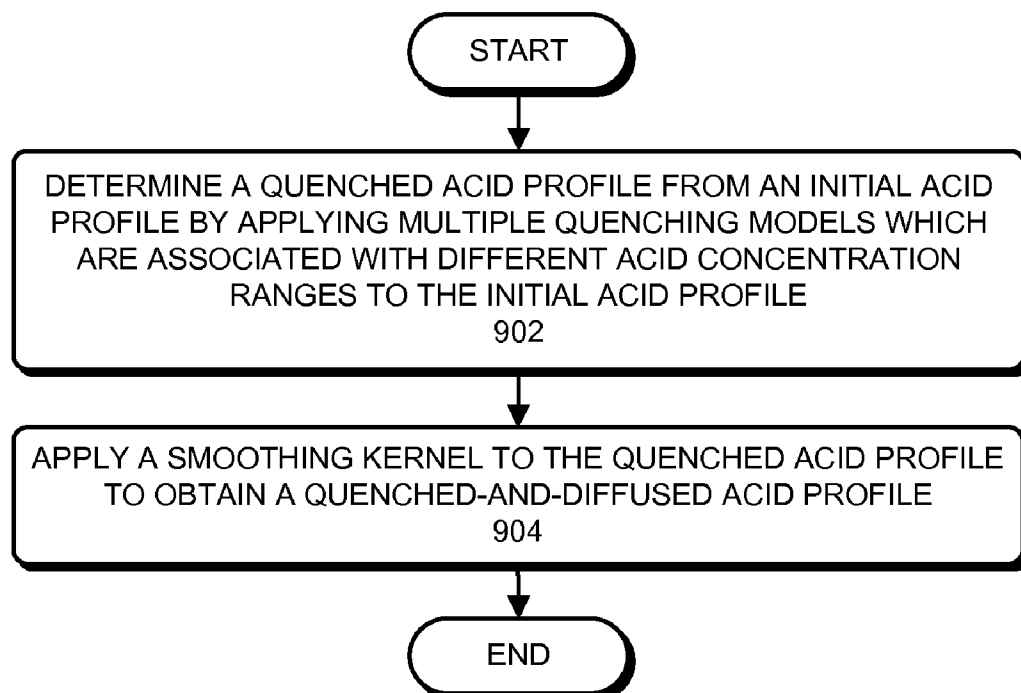 START
DETERMINE A QUENCHED ACID PROFILE FROM AN INITIAL ACID
PROFILE BY APPLYING MULTIPLE QUENCHING MODELS WHICH
ARE ASSOCIATED WITH DIFFERENT ACID CONCENTRATION
RANGES TO THE INITIAL ACID PROFILE
902
APPLY A SMOOTHING KERNEL TO THE QUENCHED ACID PROFILE
TO OBTAIN A QUENCHED-AND-DIFFUSED ACID PROFILE
904
END